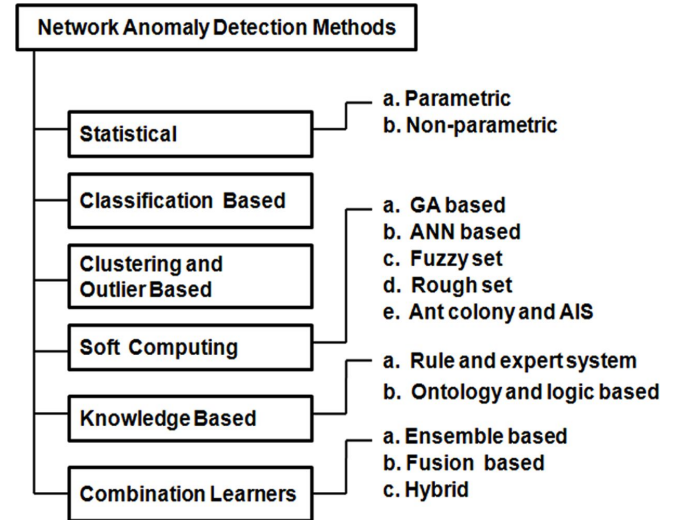 Network Anomaly Detection Methods
Statistical
a. Parametric
b. Non-parametric
Classification Based
Clustering and
Outlier Based
Soft Computing
a. GA based
b. ANN based
c. Fuzzy set
d. Rough set
e. Ant colony and AIS
Knowledge Based
a. Rule and expert system
b. Ontology and logic based
Combination Learners
a. Ensemble based
b. Fusion based
c. Hybrid